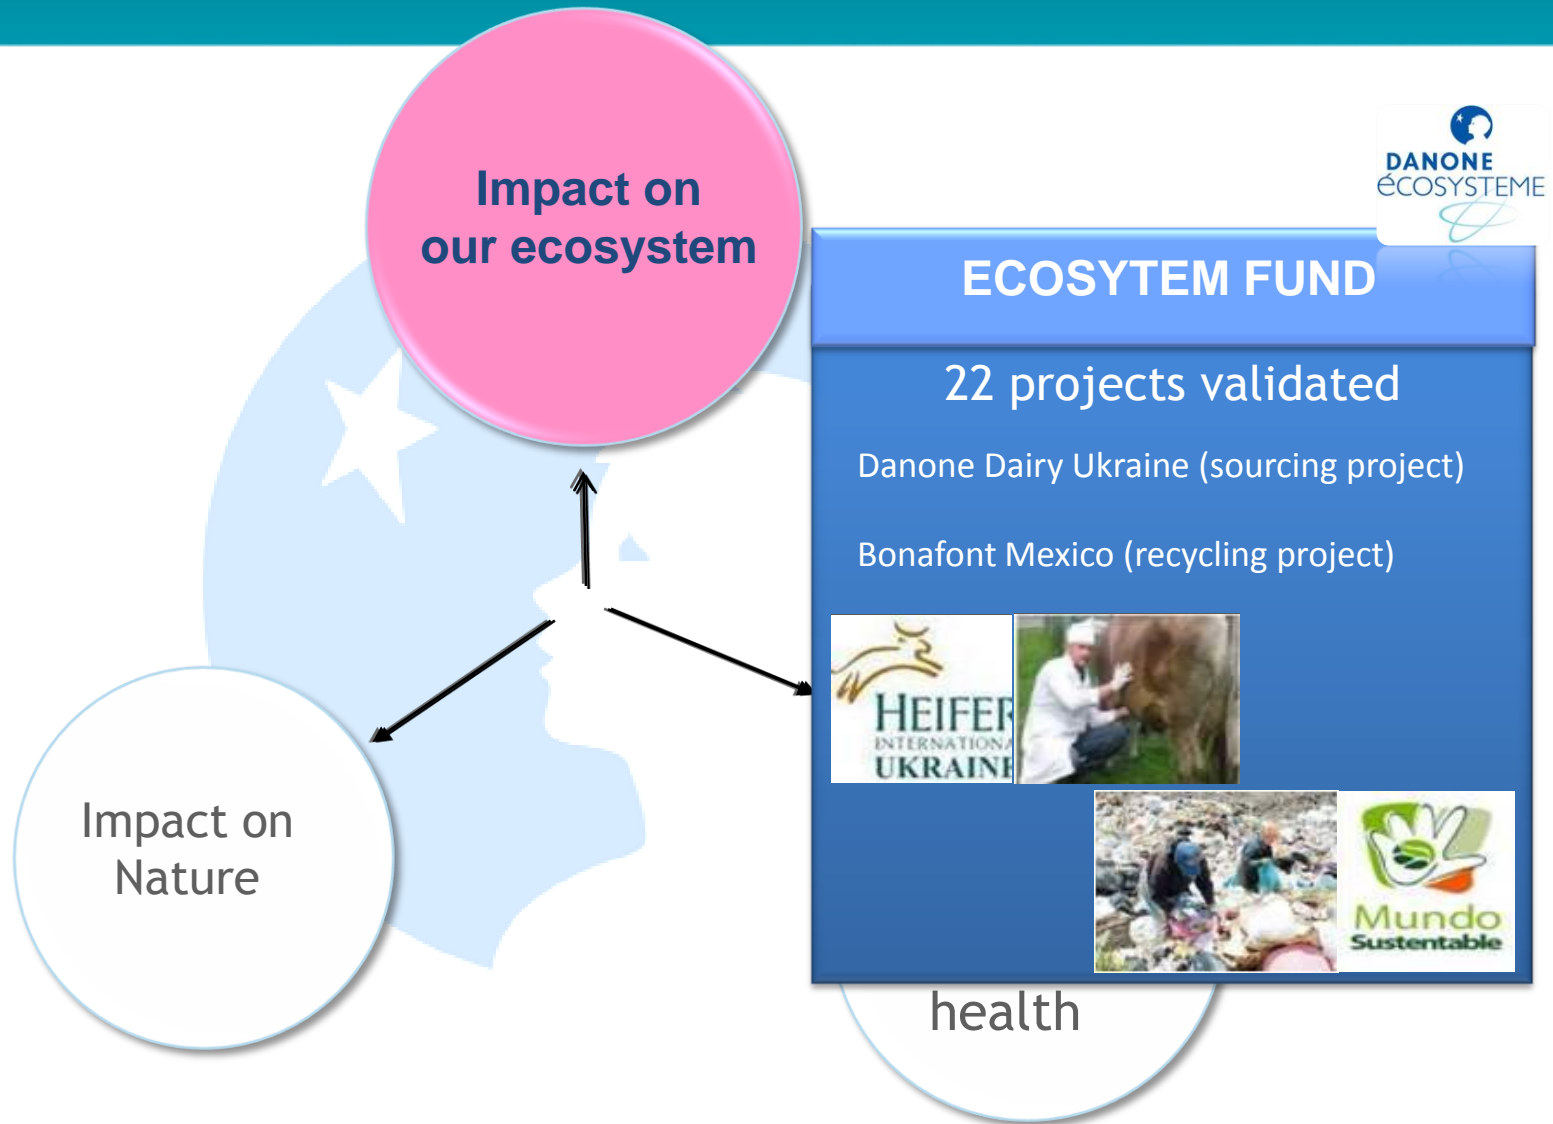 Impact on
our ecosystem
DANONE
éCOSYSTEME
ECOSYTEM FUND
22 projects validated
Danone Dairy Ukraine (sourcing project)
Bonafont Mexico (recycling project)
HEIFER
INTERNATIONA
UKRAINE
Mundo
Sustentable
Impact on
Nature
health